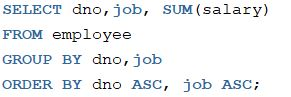 SELECT dno,job, SUM(salary)
FROM employee
GROUP BY dno,job
ORDER BY dno ASC, job ASC;